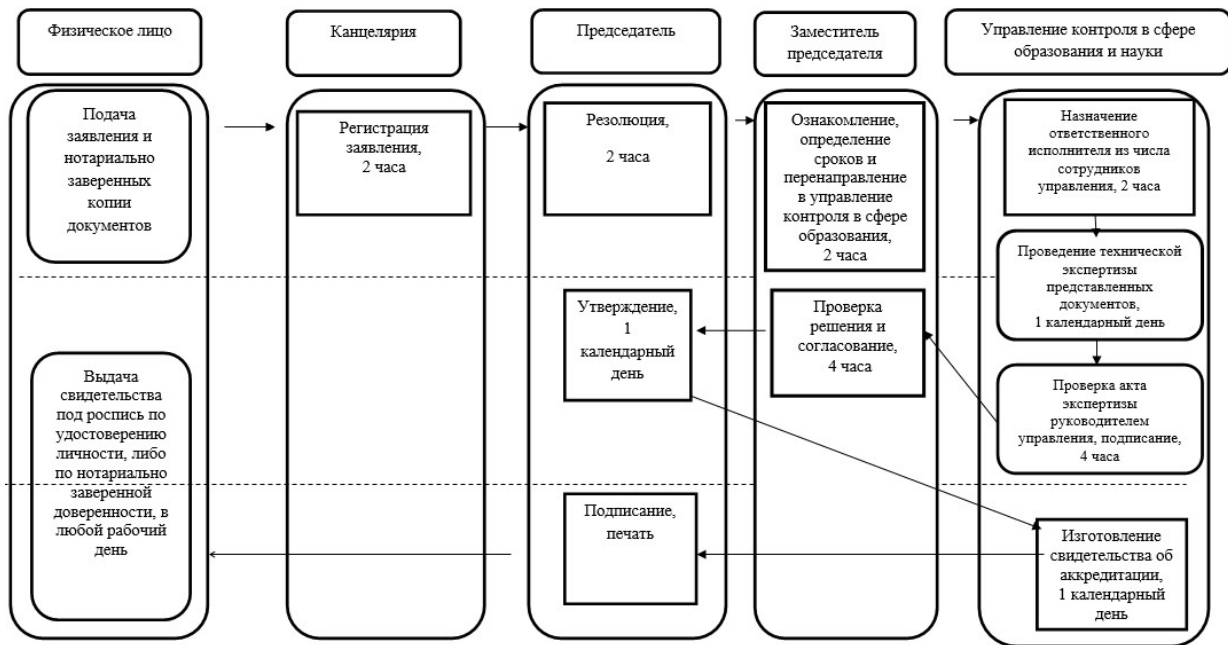 Физическое лицо
Канцелярия
Председатель
Заместитель
председателя
Управление контроля в сфере
образования и науки
Подача
заявления и
нотариально
заверенных
копии
документов
Регистрация
заявления,
2 часа
Резолюция,
2 часа
Ознакомление,
определение
сроков и
перенаправление
в управление
контроля в сфере
образования,
2 часа
Назначение
ответственного
исполнителя из числа
сотрудников
управления, 2 часа
Проведение технической
экспертизы
представленных
документов,
1 календарный день
Проверка акта
экспертизы
руководителем
управления, подписание,
4 часа
Проверка
решения и
согласование,
4 часа
Утверждение,
1
календарный
день
Изготовление
свидетельства об
аккредитации,
1 календарный
день
Подписание,
печать
Выдача
свидетельства
под роспись по
удостоверению
личности, либо
по нотариально
заверенной
доверенности, в
любой рабочий
день